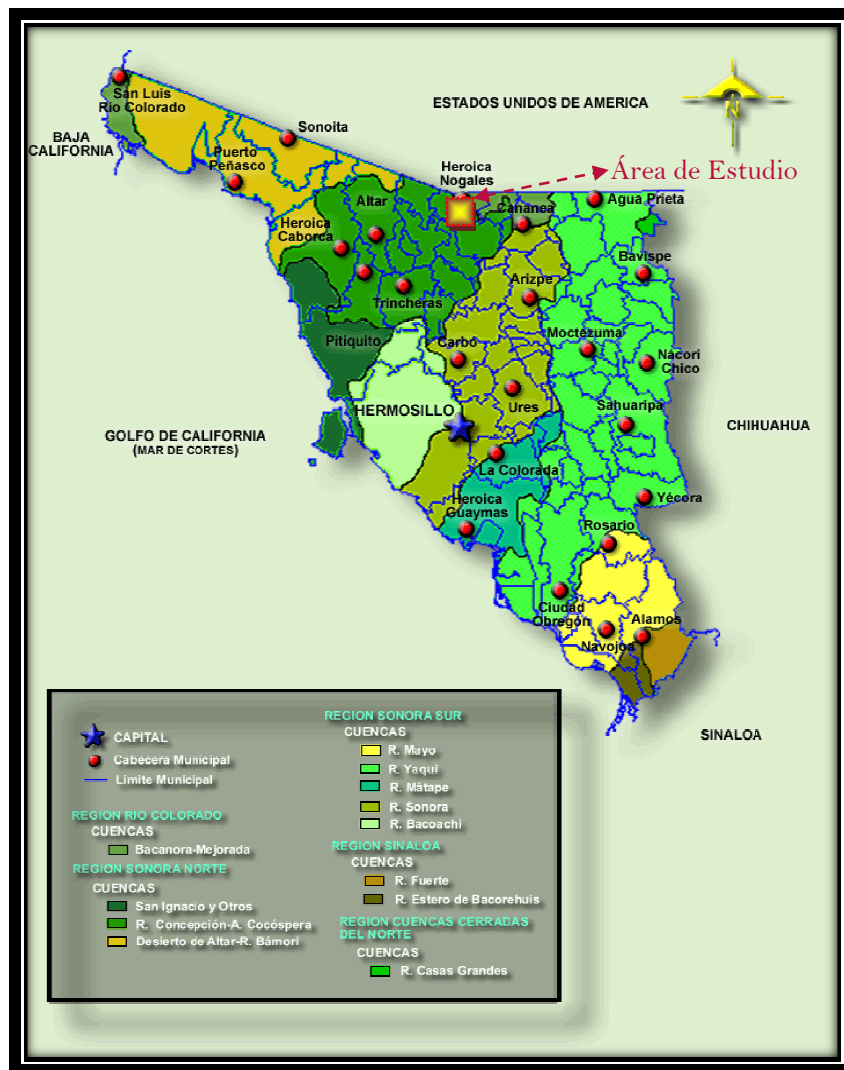 ESTADOS UNIDOS DE AMERICA
N
San Luis
Río Colorado
BAJA
CALIFORNIA
Sonoita
Puerto
Peñasco
Heroica
Nogales
Área de Estudio
Altar
Cananea
Agua Prieta
Heroica
Caborca
Bavispe
Arizpe
Trincheras
Pitiquito
Carbó
Moctezuma
Nácori
Chico
HERMOSILLO
Ures
Sahuaripa
GOLFO DE CALIFORNIA
(MAR DE CORTES)
CHIHUAHUA
La Colorada
Heroica
Guaymas
Yécora
Rosario
Ciudad
Obregón
Alamos
Navojoa
SINALOA
CAPITAL
Cabecera Municipal
Limite Municipal
REGION RIO COLORADO
CUENCAS
Bacanora-Mejorada
REGION SONORA NORTE
CUENCAS
San Ignacio y Otros
R. Concepción-A. Cocóspera
Desierto de Altar-R. Bámori
REGION SONORA SUR
CUENCAS
R. Mayo
R. Yaqui
R. Mátape
R. Sonora
R. Bacoachi
REGION SINALOA
CUENCAS
R. Fuerte
R. Estero de Bacorehuis
REGION CUENCAS CERRADAS
DEL NORTE
CUENCAS
R. Casas Grandes